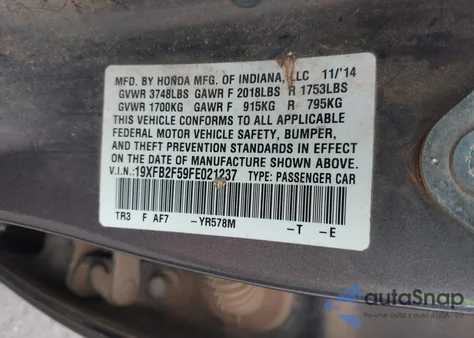 MFD. BY HONDA MFG. OF INDIANA, LLC 11/'14
GVWR 3748LBS GAWR F 2018LBS R 1753LBS
GVWR 1700KG GAWR F 915KG R 795KG
THIS VEHICLE CONFORMS TO ALL APPLICABLE
FEDERAL MOTOR VEHICLE SAFETY, BUMPER,
AND THEFT PREVENTION STANDARDS IN EFFECT
ON THE DATE OF MANUFACTURE SHOWN ABOVE.
V.I.N.: 19XFB2F59FE021237 TYPE: PASSENGER CAR
TR3 F AF7 -YR578M -T -E
autoSnap